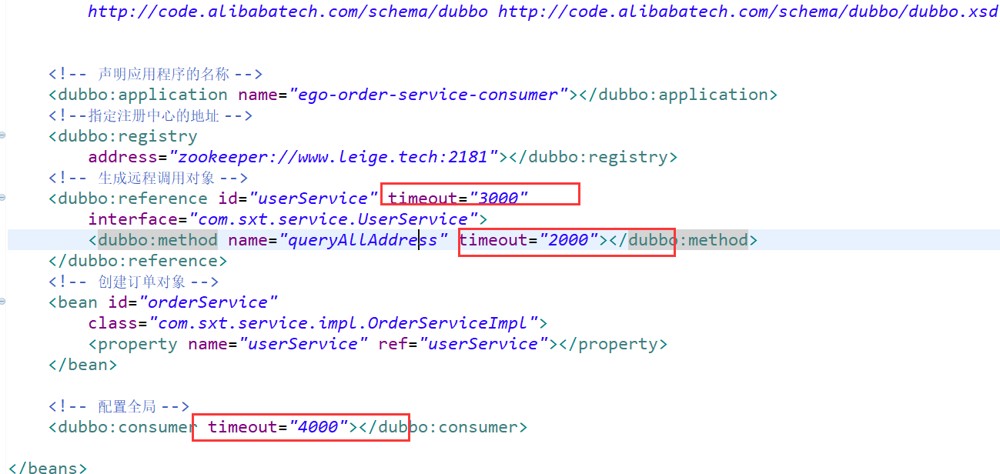 http://code.alibabatech.com/schema/dubbo http://code.alibabatech.com/schema/dubbo/dubbo.xsd
<!-- 声明应用程序的名称 -->
<dubbo:application name="ego-order-service-consumer"></dubbo:application>
<!--指定注册中心的地址 -->
<dubbo:registry
address="zookeeper://www.leige.tech:2181"></dubbo:registry>
<!-- 生成远程调用对象 -->
<dubbo:reference id="userService" timeout="3000"
interface="com.sxt.service.UserService">
<dubbo:method name="queryAllAddress" timeout="2000"></dubbo:method>
</dubbo:reference>
<!-- 创建订单对象 -->
<bean id="orderService"
class="com.sxt.service.impl.OrderServiceImpl">
<property name="userService" ref="userService"></property>
</bean>
<!-- 配置全局 -->
<dubbo:consumer timeout="4000"></dubbo:consumer>
</beans>